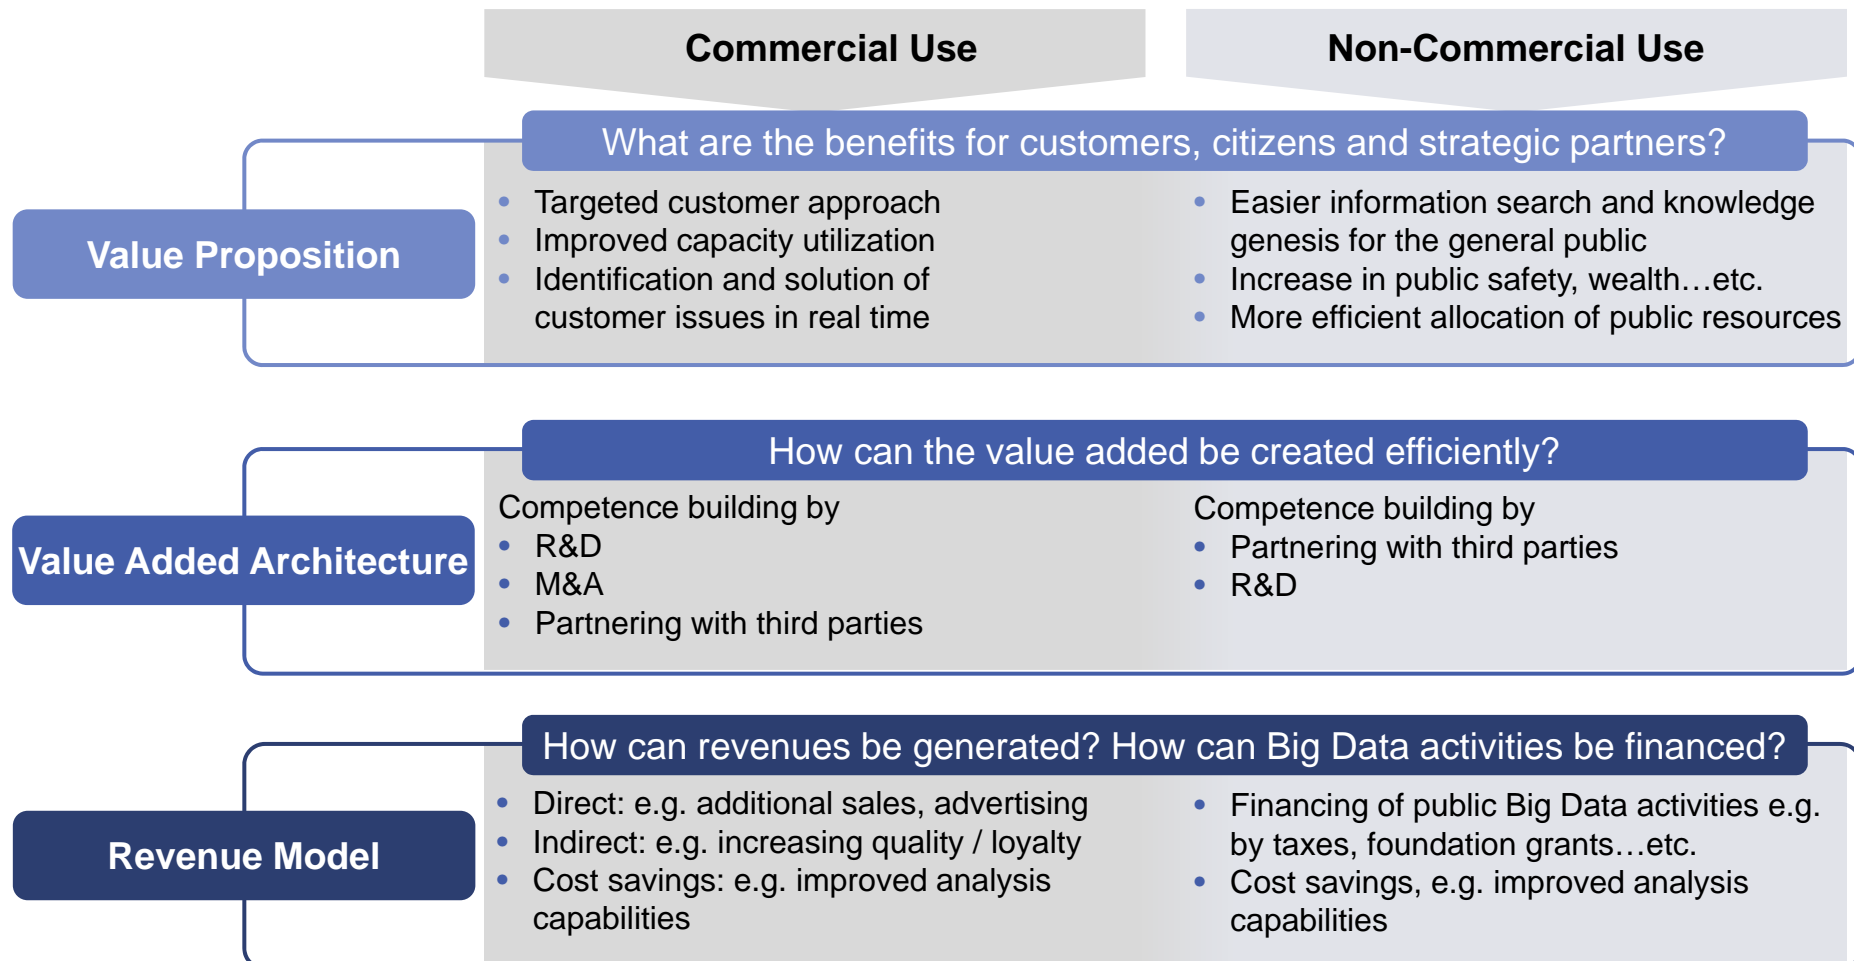 Commercial Use
Non-Commercial Use
What are the benefits for customers, citizens and strategic partners?
Value Proposition
• Targeted customer approach
• Improved capacity utilization
• Identification and solution of
customer issues in real time
• Easier information search and knowledge
genesis for the general public
• Increase in public safety, wealth…etc.
• More efficient allocation of public resources
How can the value added be created efficiently?
Value Added Architecture
Competence building by
• R&D
• M&A
• Partnering with third parties
Competence building by
• Partnering with third parties
• R&D
How can revenues be generated? How can Big Data activities be financed?
Revenue Model
• Direct: e.g. additional sales, advertising
• Indirect: e.g. increasing quality / loyalty
• Cost savings: e.g. improved analysis
capabilities
• Financing of public Big Data activities e.g.
by taxes, foundation grants…etc.
• Cost savings, e.g. improved analysis
capabilities